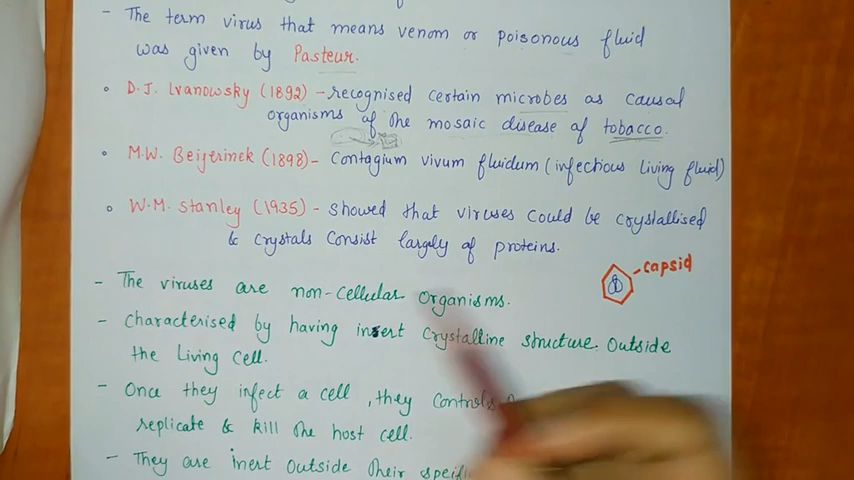 - The term virus that means venom or poisonous fluid
was given by Pasteur.
• D.J. Ivanowsky (1892) - recognised certain microbes as causal
organisms of the mosaic disease of tobacco.
• M.W. Beijerinek (1898) - Contagium vivum fluidum (infectious living fluid)
• W.M. Stanley (1935) - showed that viruses could be crystallised
& crystals consist largely of proteins.
capsid
- The viruses are non-cellular organisms.
- Characterised by having inert crystalline structure outside
the living cell.
- Once they infect a cell, they controls
replicate & kill the host cell.
- They are inert outside their